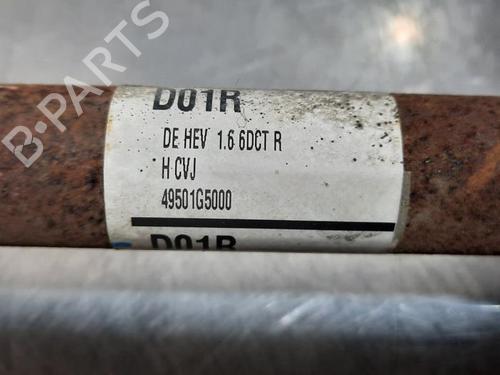 D01R
DE HEV 1.6 6DCT R
H CVJ
49501G5000
D01R
B-PARTS